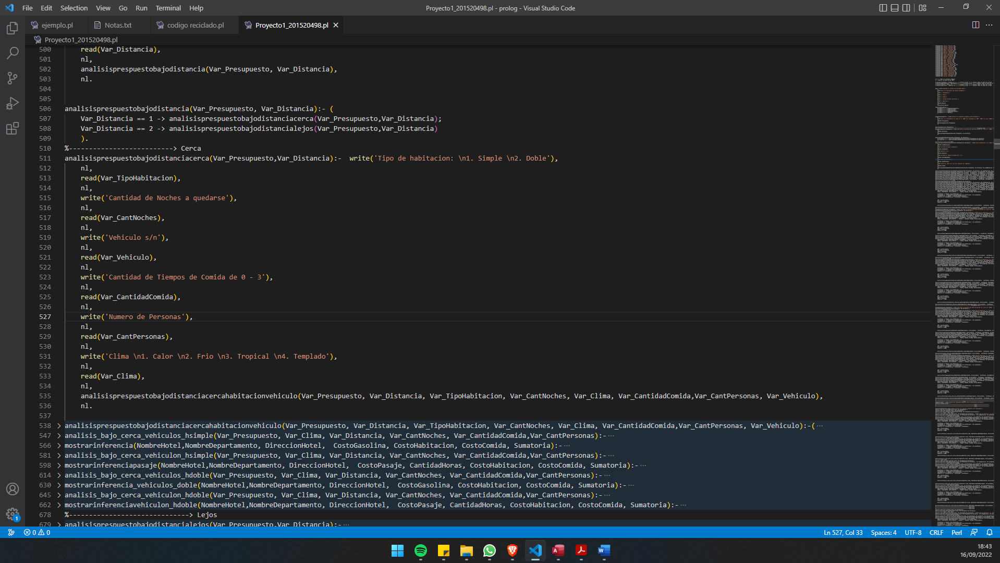 File Edit Selection View Go Run Terminal Help
Proyecto1_201520498.pl - prolog - Visual Studio Code
ejemplo.pl
Notas.txt
codigo reciclado.pl
Proyecto1_201520498.pl
Proyecto1_201520498.pl
500 read(Var_Distancia),
501 nl,
502 analisisprespuestobajodistancia(Var_Presupuesto, Var_Distancia),
503 nl.
504
505
506 analisisprespuestobajodistancia(Var_Presupuesto, Var_Distancia):- (
507 Var_Distancia == 1 -> analisisprespuestobajodistanciacerca(Var_Presupuesto,Var_Distancia);
508 Var_Distancia == 2 -> analisisprespuestobajodistancialejos(Var_Presupuesto,Var_Distancia)
509 ).
510 %--------------------------> Cerca
511 analisisprespuestobajodistanciacerca(Var_Presupuesto,Var_Distancia):-  write('Tipo de habitacion: \n1. Simple \n2. Doble'),
512 nl,
513 read(Var_TipoHabitacion),
514 nl,
515 write('Cantidad de Noches a quedarse'),
516 nl,
517 read(Var_CantNoches),
518 nl,
519 write('Vehiculo s/n'),
520 nl,
521 read(Var_Vehiculo),
522 nl,
523 write('Cantidad de Tiempos de Comida de 0 - 3'),
524 nl,
525 read(Var_CantidadComida),
526 nl,
527 write('Numero de Personas'),
528 nl,
529 read(Var_CantPersonas),
530 nl,
531 write('Clima \n1. Calor \n2. Frio \n3. Tropical \n4. Templado'),
532 nl,
533 read(Var_Clima),
534 nl,
535 analisisprespuestobajodistanciacercahabitacionvehiculo(Var_Presupuesto, Var_Distancia, Var_TipoHabitacion, Var_CantNoches, Var_Clima, Var_CantidadComida,Var_CantPersonas, Var_Vehiculo),
536 nl.
537
538 analisisprespuestobajodistanciacercahabitacionvehiculo(Var_Presupuesto, Var_Distancia, Var_TipoHabitacion, Var_CantNoches, Var_Clima, Var_CantidadComida,Var_CantPersonas, Var_Vehiculo):-( ···
547 analisis_bajo_cerca_vehiculos_hsimple(Var_Presupuesto, Var_Clima, Var_Distancia, Var_CantNoches, Var_CantidadComida,Var_CantPersonas):- ···
566 mostrarinferencia(NombreHotel,NombreDepartamento, DireccionHotel,  CostoGasolina, CostoHabitacion, CostoComida, Sumatoria):- ···
581 analisis_bajo_cerca_vehiculon_hsimple(Var_Presupuesto, Var_Clima, Var_Distancia, Var_CantNoches, Var_CantidadComida,Var_CantPersonas):- ···
598 mostrarinferenciapasaje(NombreHotel,NombreDepartamento, DireccionHotel,  CostoPasaje, CantidadHoras, CostoHabitacion, CostoComida, Sumatoria):- ···
614 analisis_bajo_cerca_vehiculos_hdoble(Var_Presupuesto, Var_Clima, Var_Distancia, Var_CantNoches, Var_CantidadComida,Var_CantPersonas):- ···
630 mostrarinferencia_vehiculos_doble(NombreHotel,NombreDepartamento, DireccionHotel,  CostoGasolina, CostoHabitacion, CostoComida, Sumatoria):- ···
645 analisis_bajo_cerca_vehiculon_hdoble(Var_Presupuesto, Var_Clima, Var_Distancia, Var_CantNoches, Var_CantidadComida,Var_CantPersonas):- ···
662 mostrarinferenciavehiculon_hdoble(NombreHotel,NombreDepartamento, DireccionHotel,  CostoPasaje, CantidadHoras, CostoHabitacion, CostoComida, Sumatoria):- ···
678 %------------------------------> Lejos
679 analisisprespuestobajodistancialejos(Var_Presupuesto,Var_Distancia):- ···
1
0 0 Ln 527, Col 33 Spaces: 4 UTF-8 CRLF Perl
18:43
16/09/2022